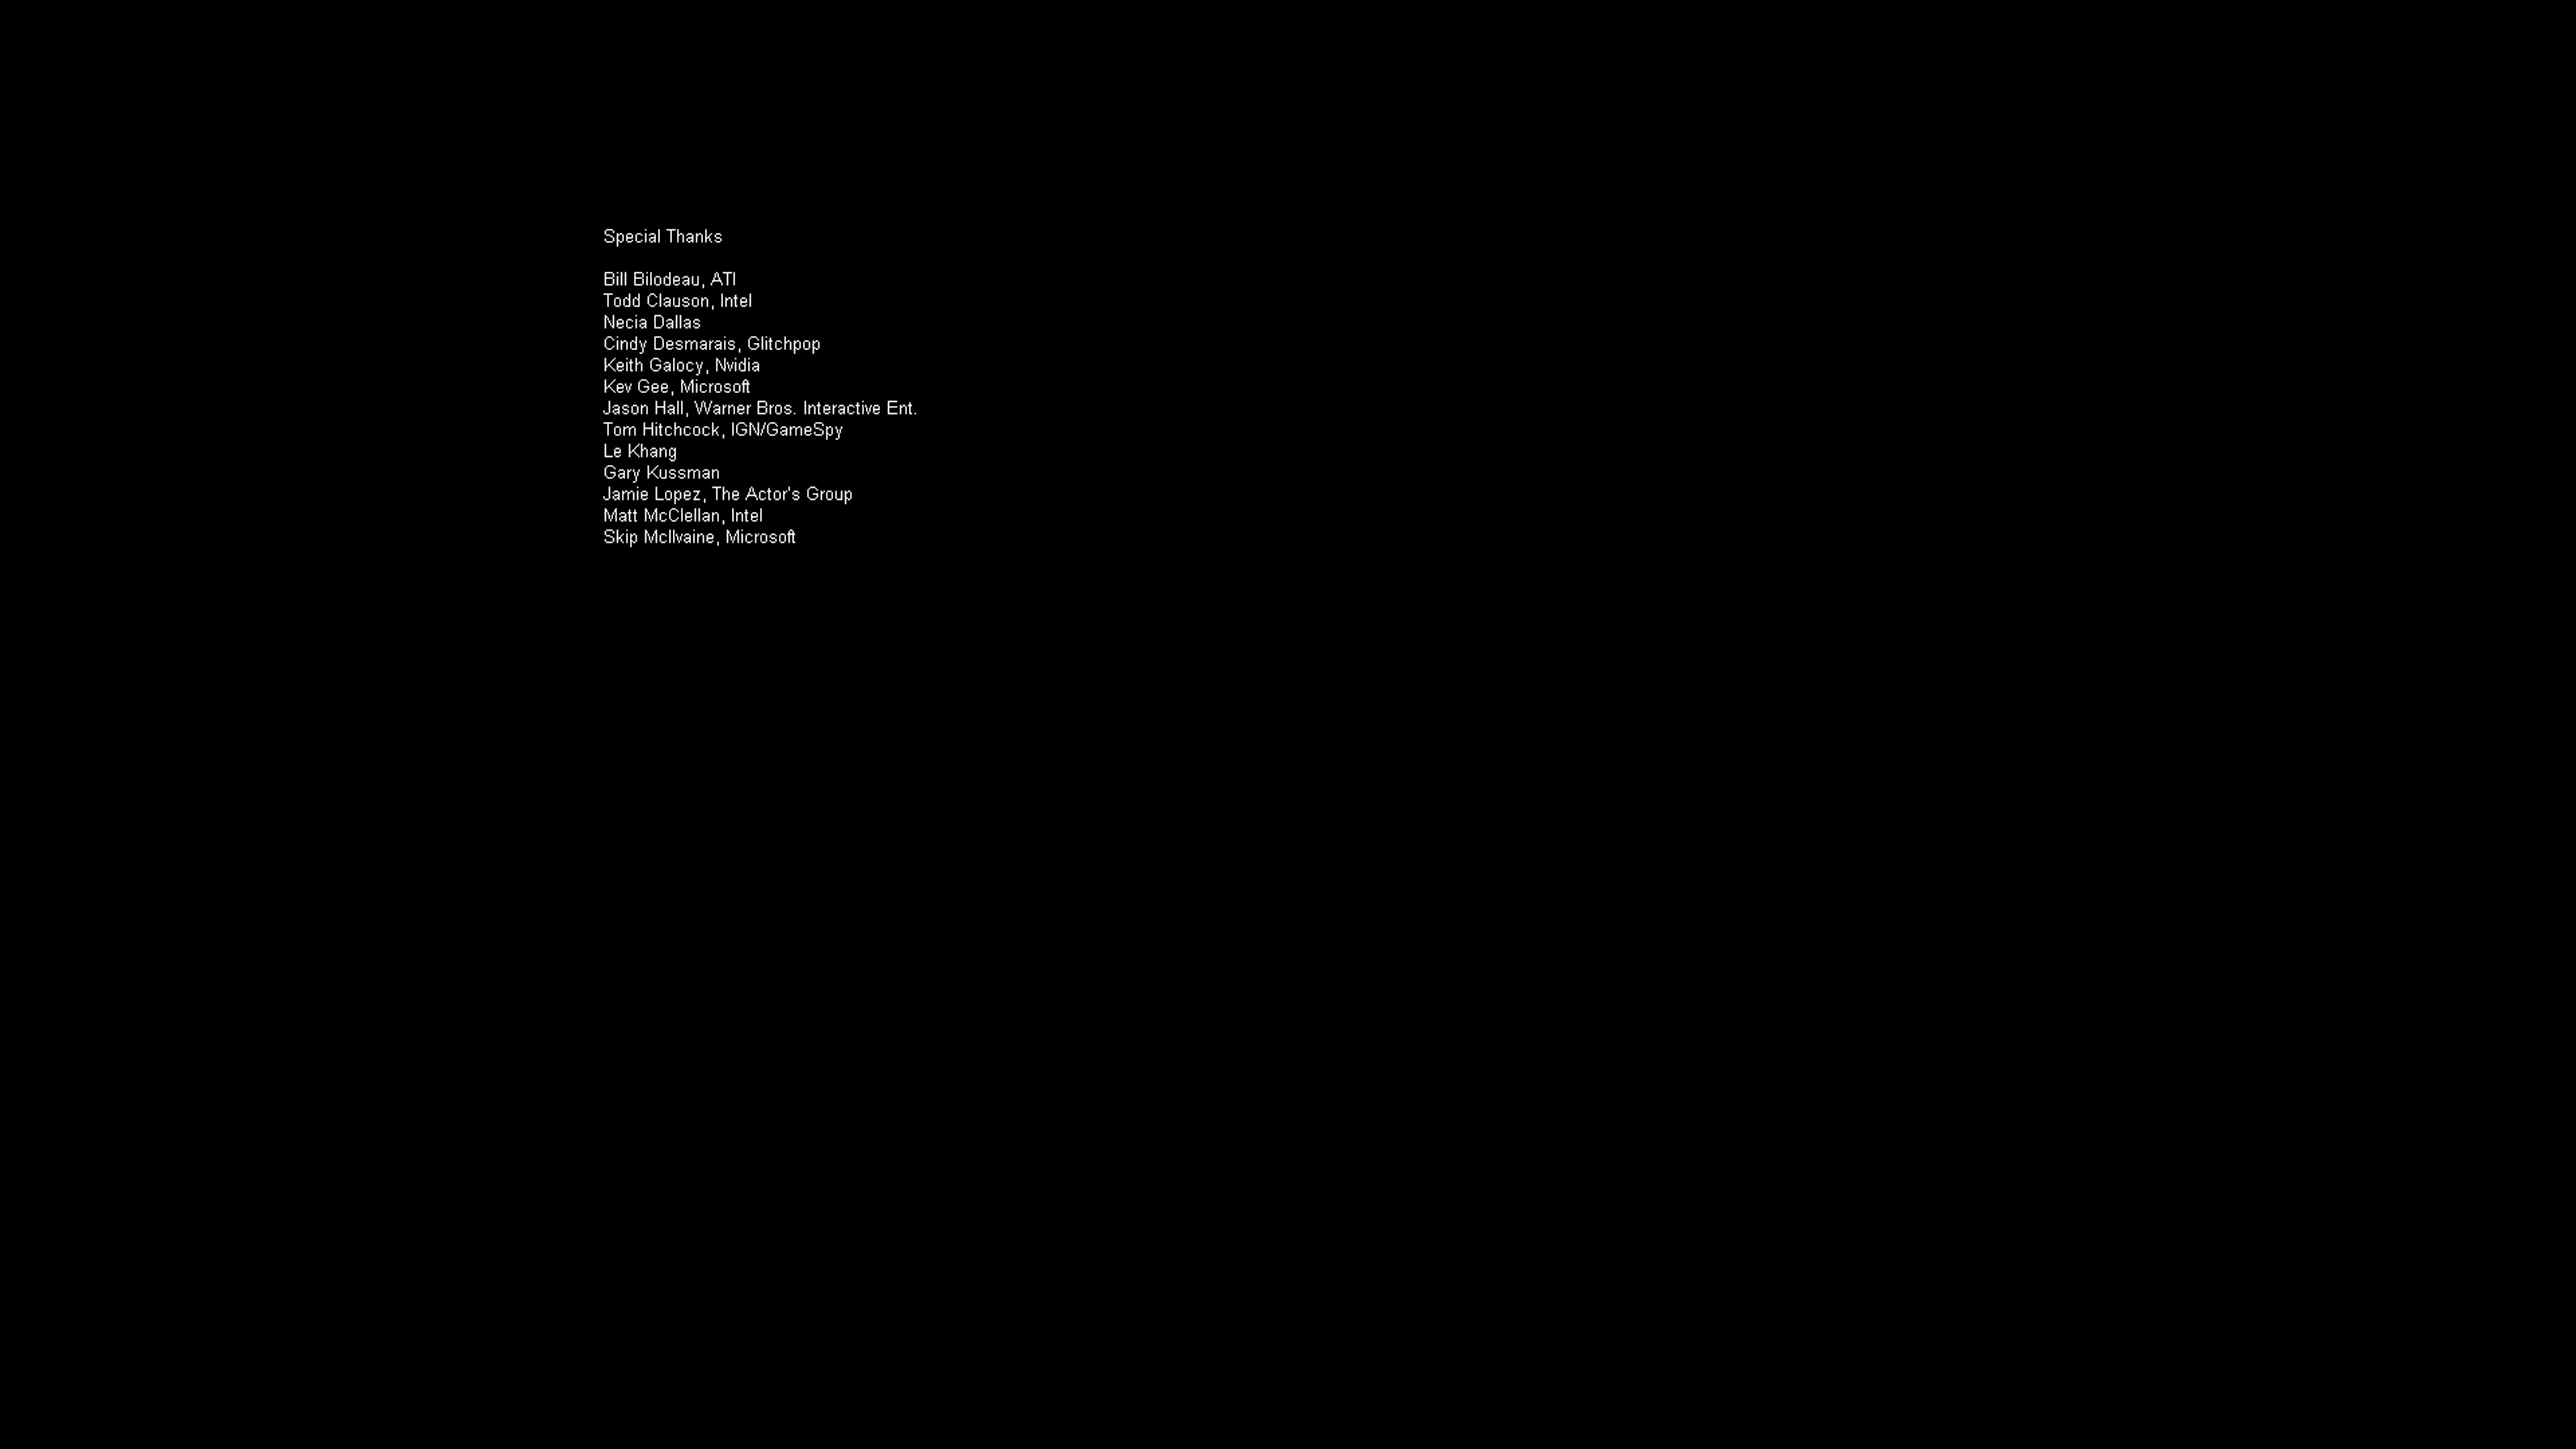 Special Thanks
Bill Bilodeau, ATI
Todd Clauson, Intel
Necia Dallas
Cindy Desmarais, Glitchpop
Keith Galocy, Nvidia
Kev Gee, Microsoft
Jason Hall, Warner Bros. Interactive Ent.
Tom Hitchcock, IGN/GameSpy
Le Khang
Gary Kussman
Jamie Lopez, The Actor's Group
Matt McClellan, Intel
Skip McIlvaine, Microsoft